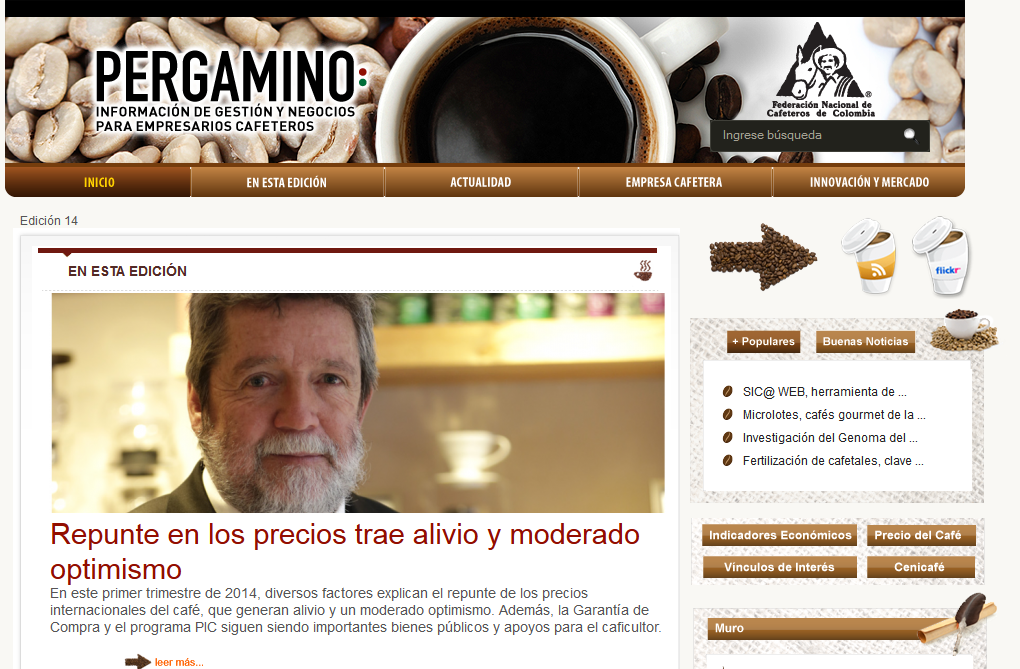 PERGAMINO:
INFORMACIÓN DE GESTIÓN Y NEGOCIOS
PARA EMPRESARIOS CAFETEROS
Federación Nacional de
Cafeteros de Colombia
Ingrese búsqueda
INICIO
EN ESTA EDICIÓN
ACTUALIDAD
EMPRESA CAFETERA
INNOVACIÓN Y MERCADO
Edición 14
EN ESTA EDICIÓN
Repunte en los precios trae alivio y moderado
optimismo
En este primer trimestre de 2014, diversos factores explican el repunte de los precios
internacionales del café, que generan alivio y un moderado optimismo. Además, la Garantía de
Compra y el programa PIC siguen siendo importantes bienes públicos y apoyos para el caficultor.
leer más...
flickr
+ Populares
Buenas Noticias
SIC@ WEB, herramienta de ...
Microlotes, cafés gourmet de la ...
Investigación del Genoma del ...
Fertilización de cafetales, clave ...
Indicadores Económicos
Precio del Café
Vinculos de Interés
Cenicafé
Muro